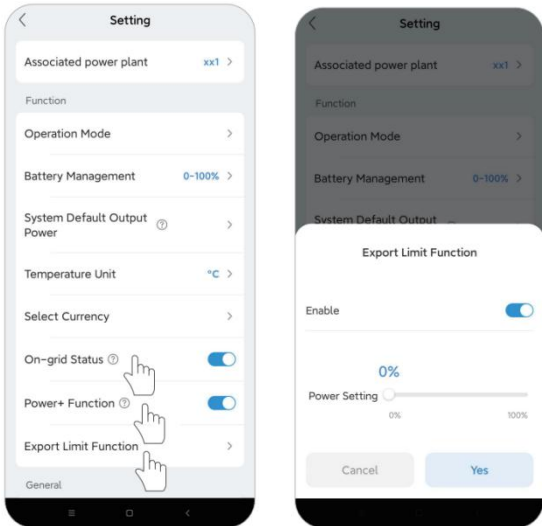 Setting
Associated power plant xx1
Function
Operation Mode
Battery Management 0-100%
System Default Output
Power
Temperature Unit °C
Select Currency
On-grid Status
Power+ Function
Export Limit Function
General
Setting
Associated power plant xx1
Function
Operation Mode
Battery Management 0-100%
System Default Output
Export Limit Function
Enable
0%
Power Setting
0% 100%
Cancel Yes